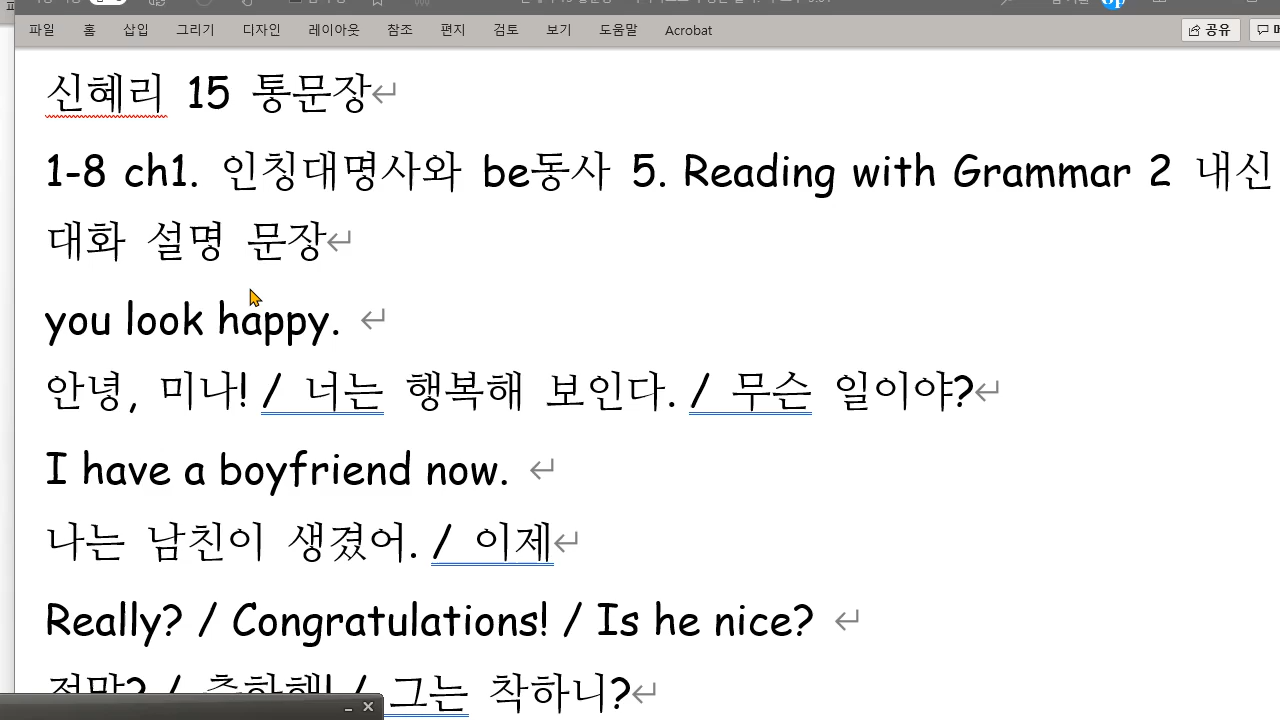 파일 홈 삽입 그리기 디자인 레이아웃 참조 편지 검토 보기 도움말 Acrobat 공유
신혜리 15 통문장
1-8 ch1. 인칭대명사와 be동사 5. Reading with Grammar 2 내신
대화 설명 문장
you look happy.
안녕, 미나! / 너는 행복해 보인다. / 무슨 일이야?
I have a boyfriend now.
나는 남친이 생겼어. / 이제
Really? / Congratulations! / Is he nice?
정말? / 축하해! / 그는 착하니?